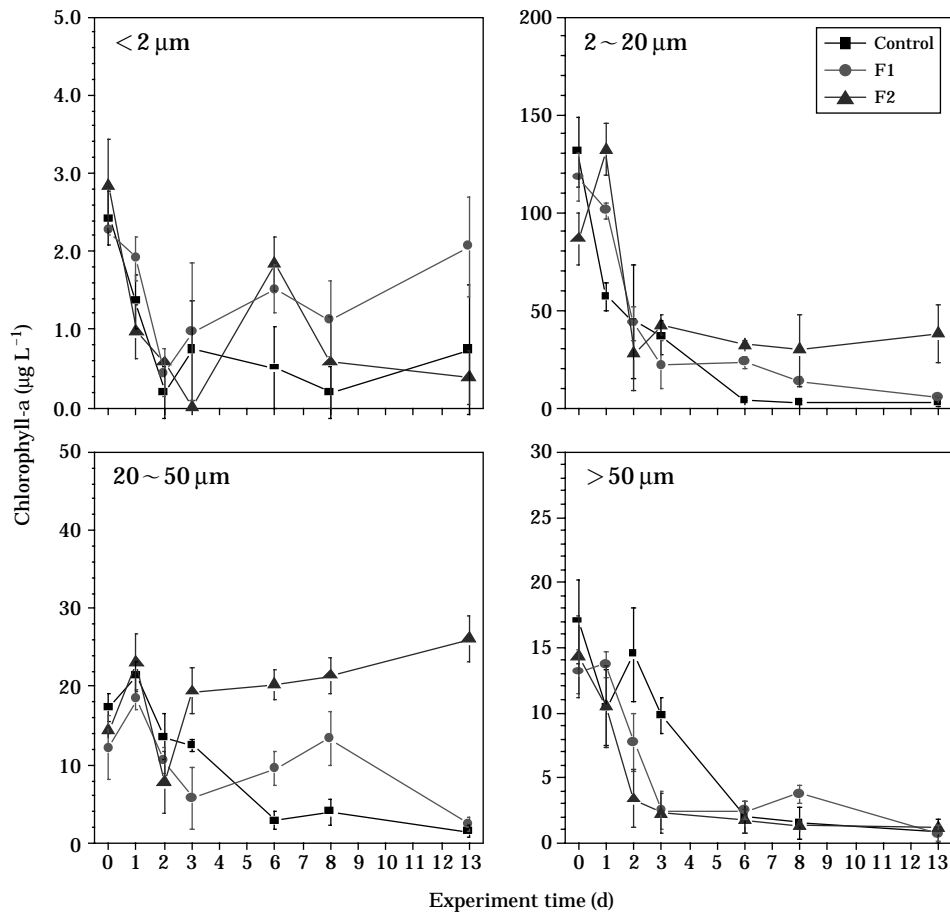 < 2 µm
5.0
4.0
3.0
2.0
1.0
0.0
2 ~ 20 µm
200
150
100
50
0
Control
F1
F2
20 ~ 50 µm
50
40
30
20
10
0
0 1 2 3 4 5 6 7 8 9 10 11 12 13
> 50 µm
30
25
20
15
10
5
0
0 1 2 3 4 5 6 7 8 9 10 11 12 13
Chlorophyll-a (µg L⁻¹)
Experiment time (d)